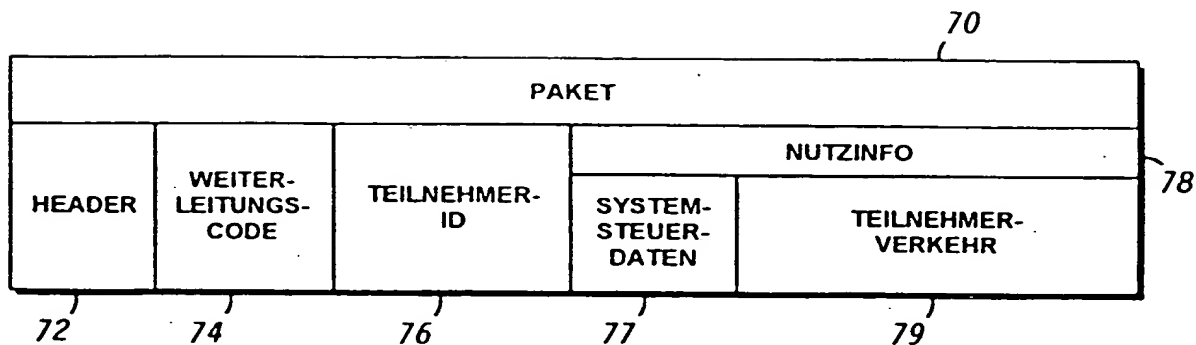 70
PAKET
NUTZINFO
78
HEADER
WEITER-
LEITUNGS-
CODE
TEILNEHMER-
ID
SYSTEM-
STEUER-
DATEN
TEILNEHMER-
VERKEHR
72
74
76
77
79